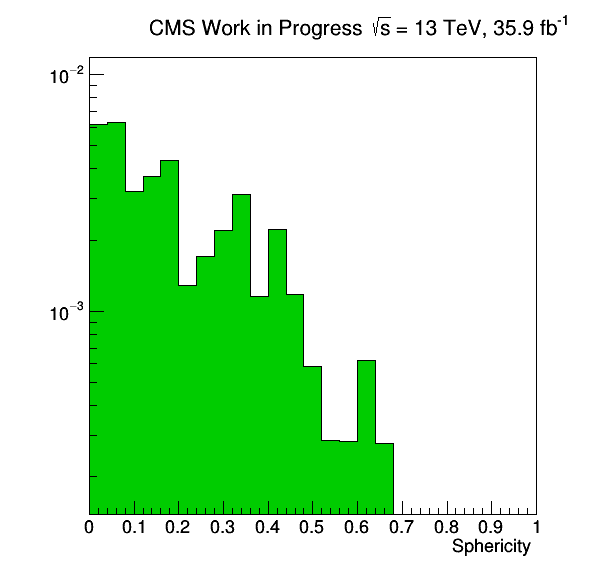 CMS Work in Progress √s = 13 TeV, 35.9 fb⁻¹
10⁻²
10⁻³
0 0.1 0.2 0.3 0.4 0.5 0.6 0.7 0.8 0.9 1
Sphericity